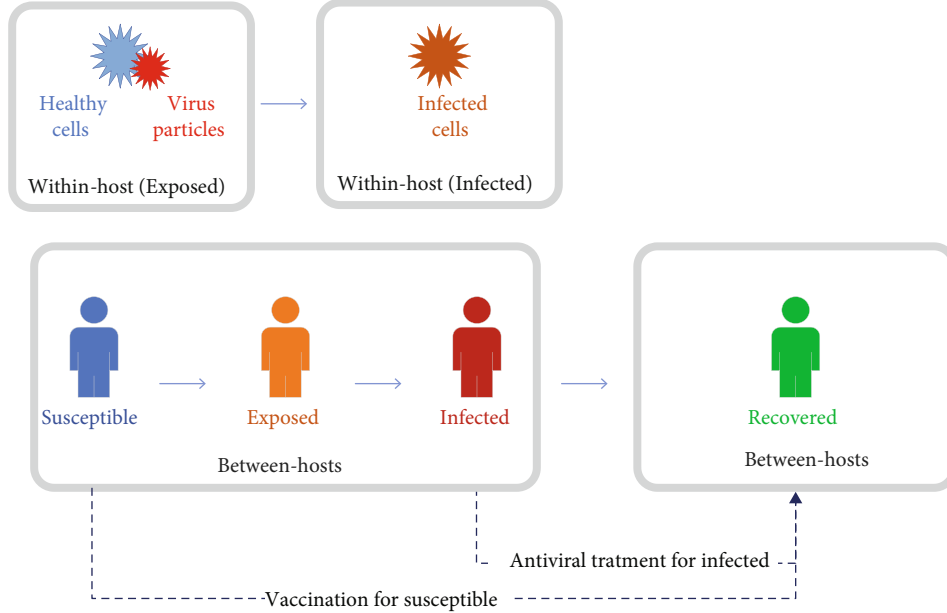 Healthy cells
Virus particles
Within-host (Exposed)
Infected cells
Within-host (Infected)
Susceptible
Exposed
Infected
Between-hosts
Recovered
Between-hosts
Antiviral tratment for infected
Vaccination for susceptible